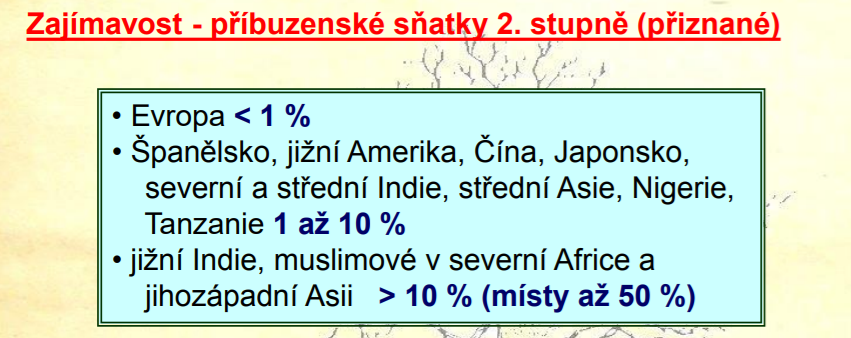 Zajímavost - příbuzenské sňatky 2. stupně (přiznané)
• Evropa < 1 %
• Španělsko, jižní Amerika, Čína, Japonsko,
severní a střední Indie, střední Asie, Nigerie,
Tanzanie 1 až 10 %
• jižní Indie, muslimové v severní Africe a
jihozápadní Asii > 10 % (místy až 50 %)